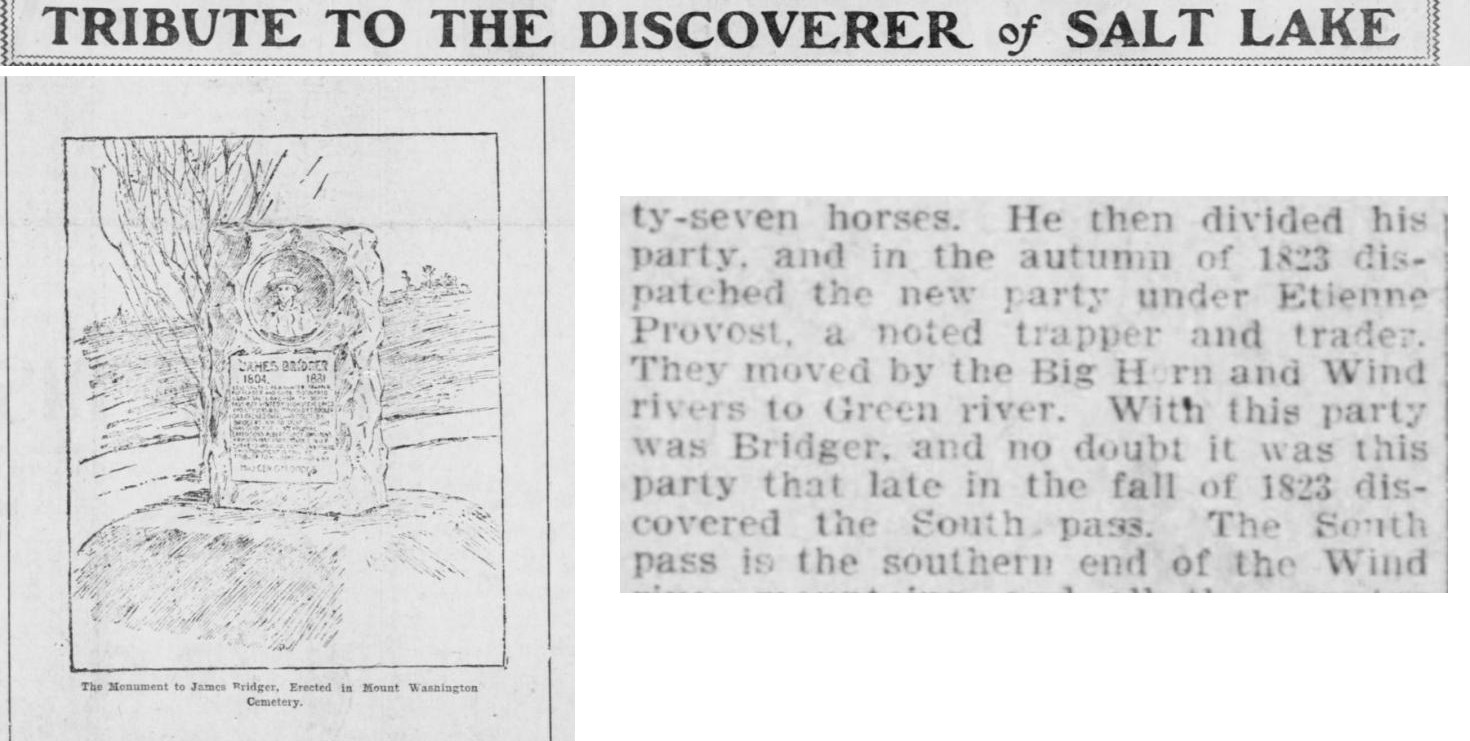 TRIBUTE TO THE DISCOVERER of SALT LAKE
JAMES BRIDGER
1804. 1881
The Monument to James Bridger, Erected in Mount Washington
Cemetery.
ty-seven horses. He then divided his
party, and in the autumn of 1823 dis-
patched the new party under Etienne
Provost, a noted trapper and trader.
They moved by the Big Horn and Wind
rivers to Green river. With this party
was Bridger, and no doubt it was this
party that late in the fall of 1823 dis-
covered the South pass. The South
pass is the southern end of the Wind